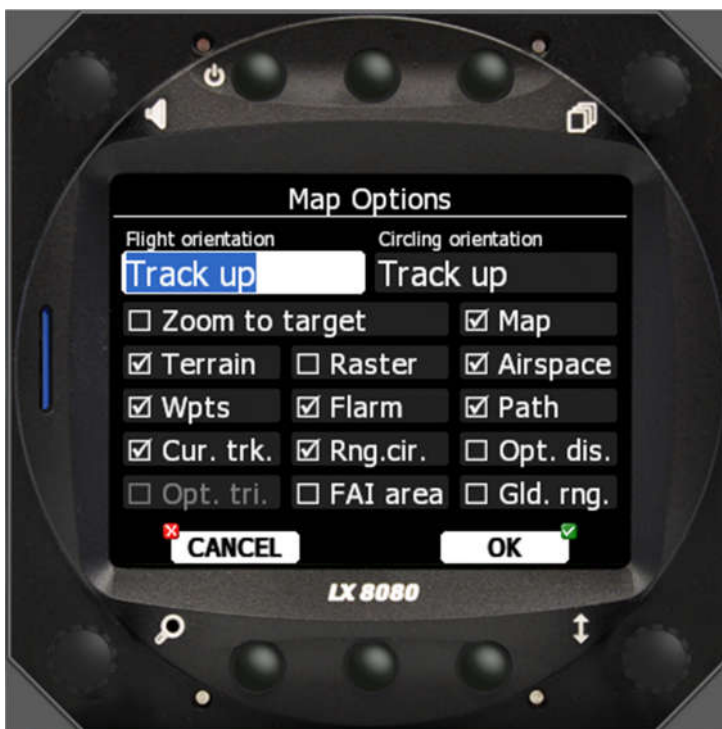 Map Options
Flight orientation Circling orientation
Track up Track up
Zoom to target Map
Terrain Raster Airspace
Wpts Flarm Path
Cur. trk. Rng.cir. Opt. dis.
Opt. tri. FAI area Gld. rng.
CANCEL OK
LX 8080